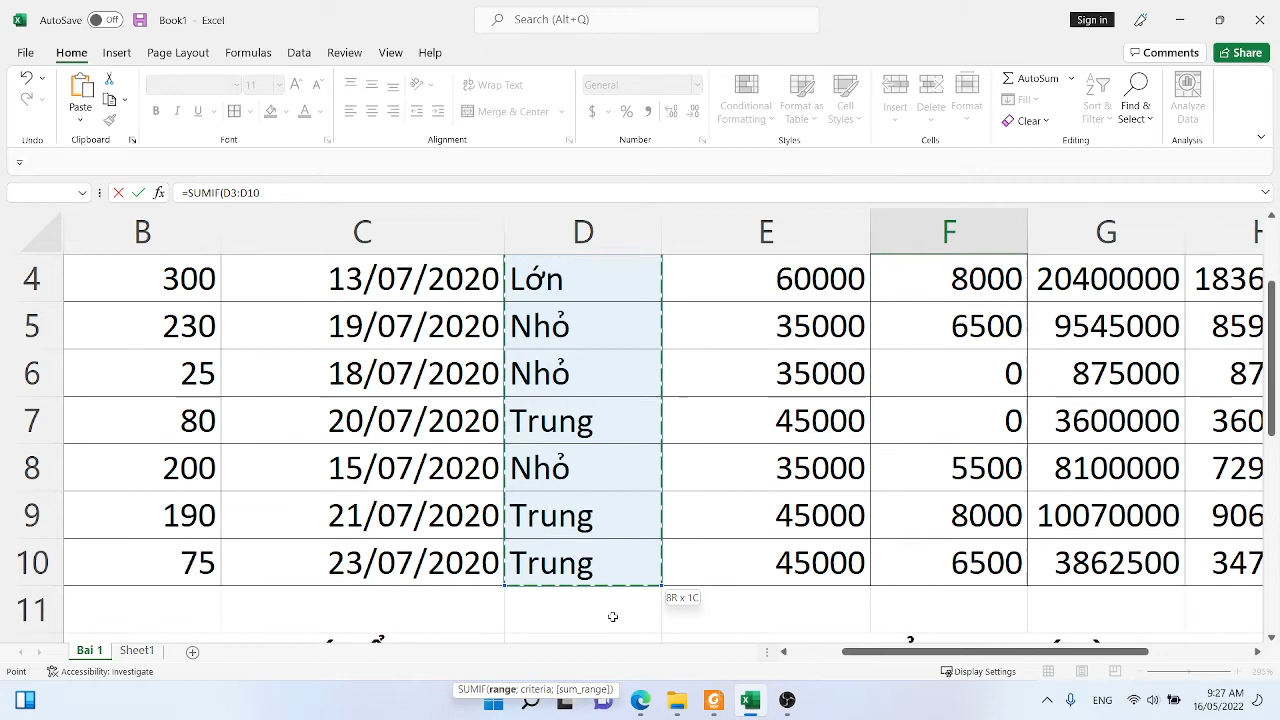 AutoSave Off Book1 - Excel Search (Alt+Q) Sign in
File Home Insert Page Layout Formulas Data Review View Help Comments Share
Paste 11 Wrap Text Merge & Center General $ % Conditional Formatting Format as Table Cell Styles Insert Delete Format AutoSum Fill Clear Find & Select Analyze Data
B I U A
Undo Clipboard Font Alignment Number Styles Cells Editing Analysis
fx =SUMIF(D3:D10
B C D E F G
4 300 13/07/2020 Lớn 60000 8000 20400000 1836
5 230 19/07/2020 Nhỏ 35000 6500 9545000 859
6 25 18/07/2020 Nhỏ 35000 0 875000 87
7 80 20/07/2020 Trung 45000 0 3600000 360
8 200 15/07/2020 Nhỏ 35000 5500 8100000 729
9 190 21/07/2020 Trung 45000 8000 10070000 906
10 75 23/07/2020 Trung 45000 6500 3862500 347
8R x 1C
11
Bai 1 Sheet1
Point Accessibility: Investigate Display Settings 295%
SUMIF(range; criteria; [sum_range])
ENG 9:27 AM
16/05/2022